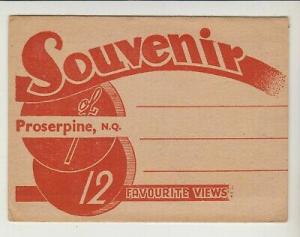 Souvenir
of
Proserpine, N.Q.
12
FAVOURITE VIEWS